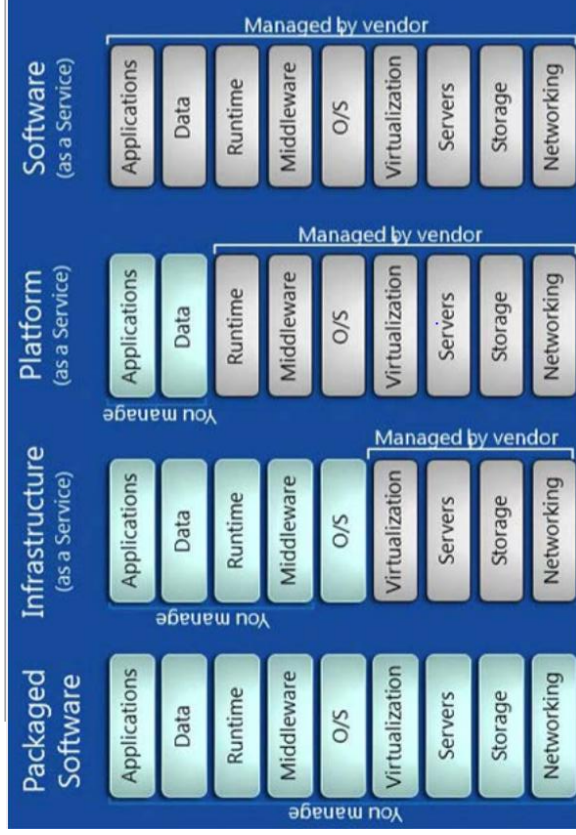 Packaged
Software
You manage
Applications
Data
Runtime
Middleware
O/S
Virtualization
Servers
Storage
Networking
Infrastructure
(as a Service)
You manage
Applications
Data
Runtime
Middleware
O/S
Virtualization
Servers
Storage
Networking
Managed by vendor
Platform
(as a Service)
You manage
Applications
Data
Runtime
Middleware
O/S
Virtualization
Servers
Storage
Networking
Managed by vendor
Software
(as a Service)
Applications
Data
Runtime
Middleware
O/S
Virtualization
Servers
Storage
Networking
Managed by vendor